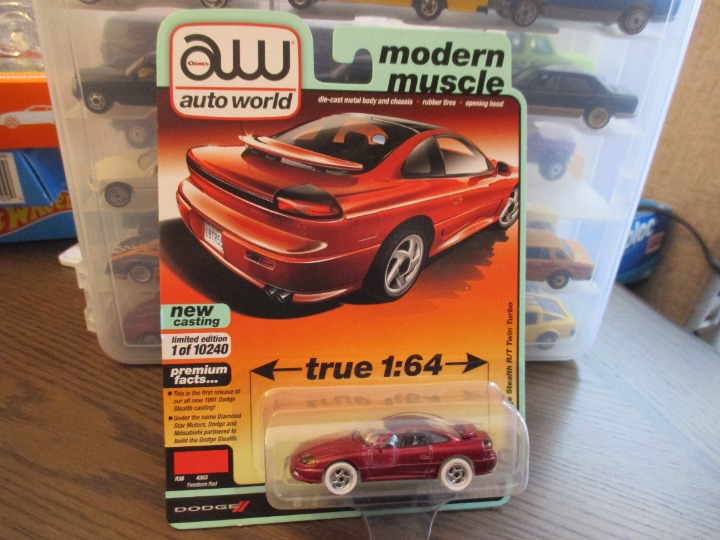 aw
auto world
modern
muscle
die-cast metal body and chassis • rubber tires • opening hood
new
casting
limited edition
1 of 10240
premium
facts...
• This is the first release of
our all new 1991 Dodge
Stealth casting!
• Under the name Diamond
Star Motors, Dodge and
Mitsubishi partnered to
build the Dodge Stealth.
true 1:64
Stealth R/T Twin Turbo
4353
Firestorm Red
DODGE